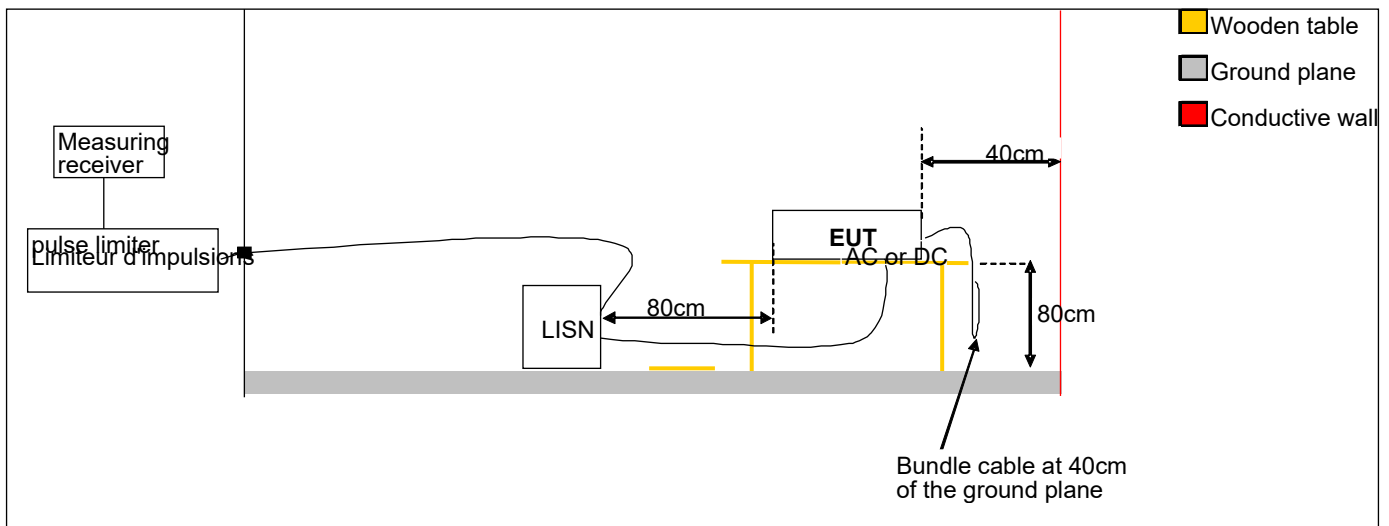 Wooden table
Ground plane
Conductive wall
Measuring
receiver
40cm
pulse limiter
Limiteur d'impulsions
EUT
AC or DC
80cm
LISN
80cm
Bundle cable at 40cm
of the ground plane